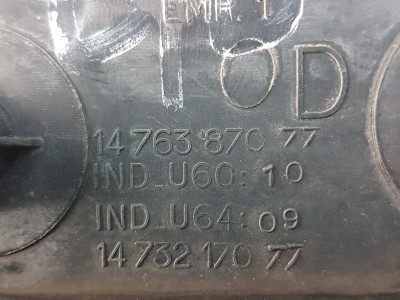 EMP. 1
OD
14 763 870 77
IND_U60:10
IND_U64:09
14 732 170 77